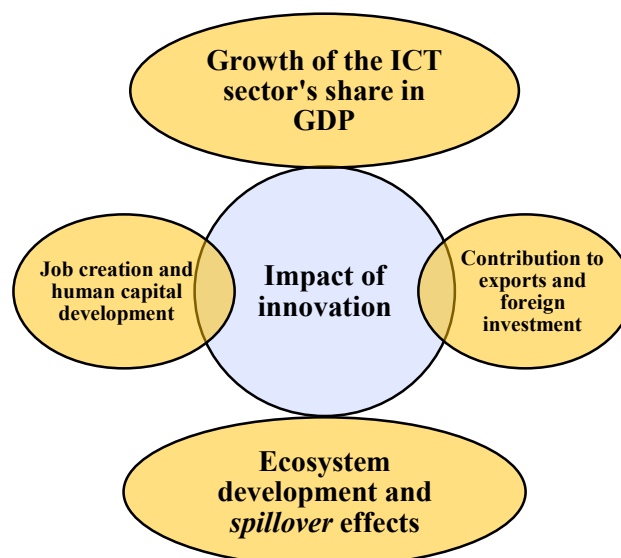 Growth of the ICT
sector's share in
GDP
Job creation and
human capital
development
Impact of
innovation
Contribution to
exports and
foreign
investment
Ecosystem
development and
spillover effects